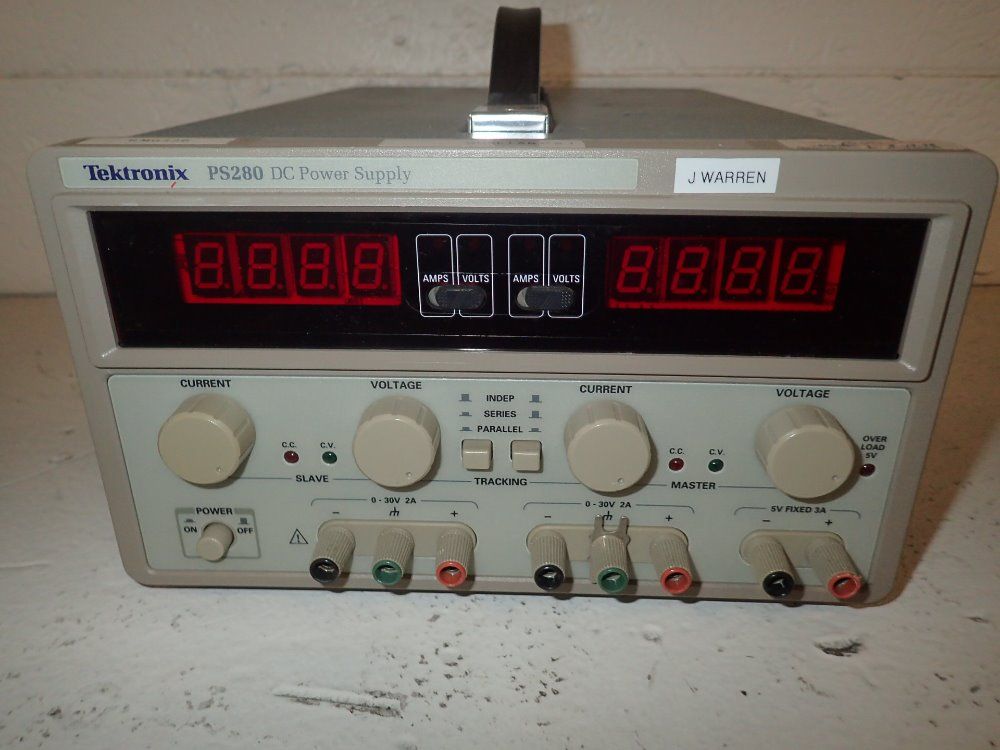 Tektronix PS280 DC Power Supply
J WARREN
8.8.8.8.
AMPS VOLTS
AMPS VOLTS
8.8.8.8.
CURRENT
VOLTAGE
INDEP
SERIES
PARALLEL
CURRENT
VOLTAGE
C.C. C.V.
C.C. C.V.
OVER
LOAD
5V
SLAVE
TRACKING
MASTER
POWER
ON OFF
0 - 30V 2A
- +
0 - 30V 2A
- +
5V FIXED 3A
- +